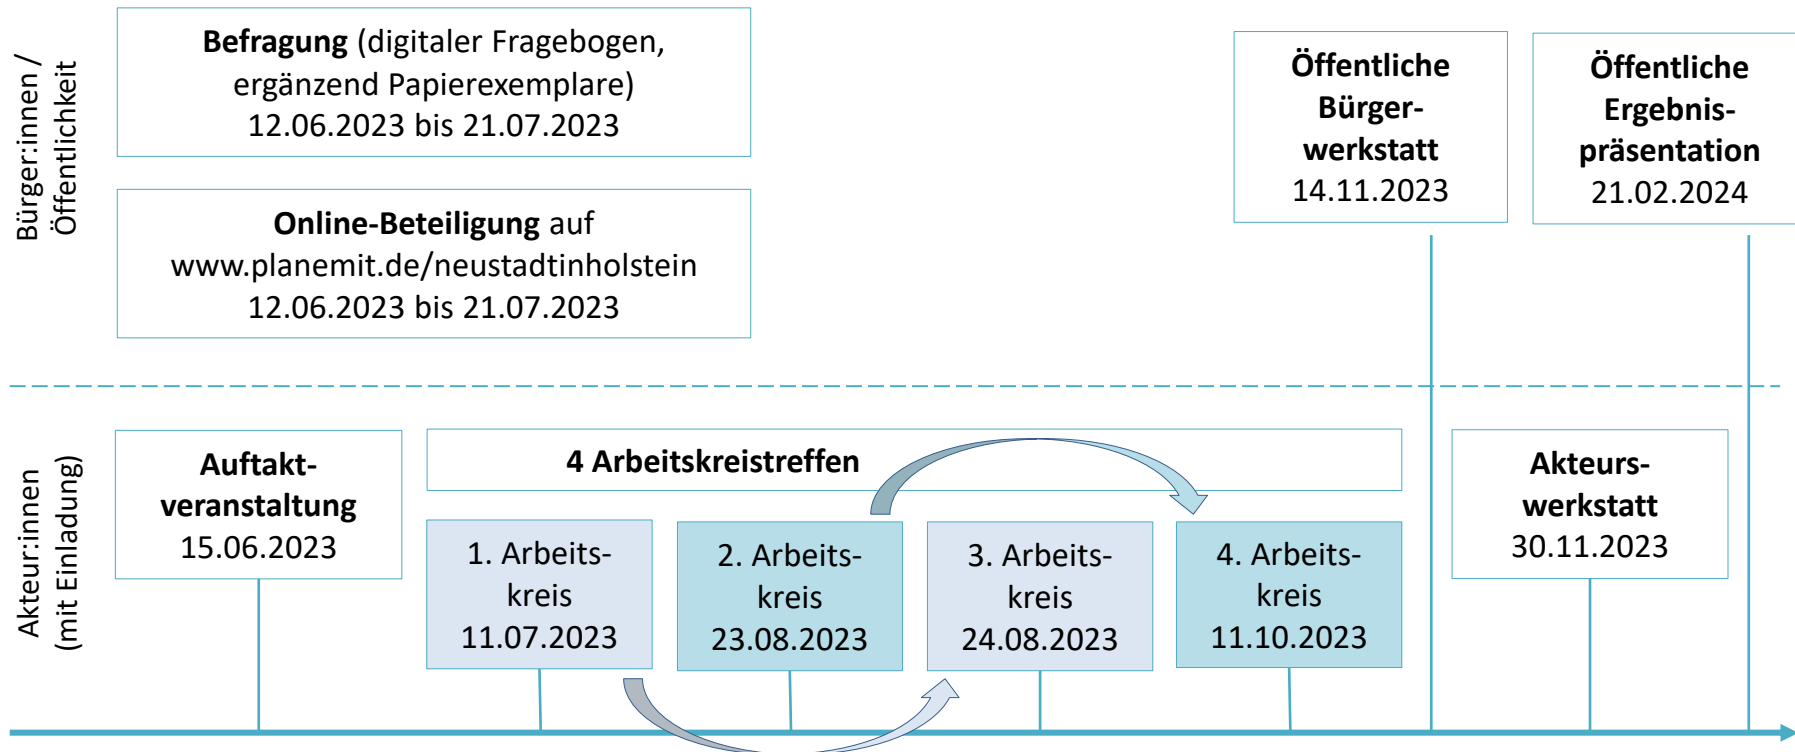 Bürger:innen /
Öffentlichkeit
Befragung (digitaler Fragebogen,
ergänzend Papierexemplare)
12.06.2023 bis 21.07.2023
Online-Beteiligung auf
www.planemit.de/neustadtinholstein
12.06.2023 bis 21.07.2023
Öffentliche
Bürger-
werkstatt
14.11.2023
Öffentliche
Ergebnis-
präsentation
21.02.2024
Akteur:innen
(mit Einladung)
Auftakt-
veranstaltung
15.06.2023
4 Arbeitskreistreffen
1. Arbeits-
kreis
11.07.2023
2. Arbeits-
kreis
23.08.2023
3. Arbeits-
kreis
24.08.2023
4. Arbeits-
kreis
11.10.2023
Akteurs-
werkstatt
30.11.2023